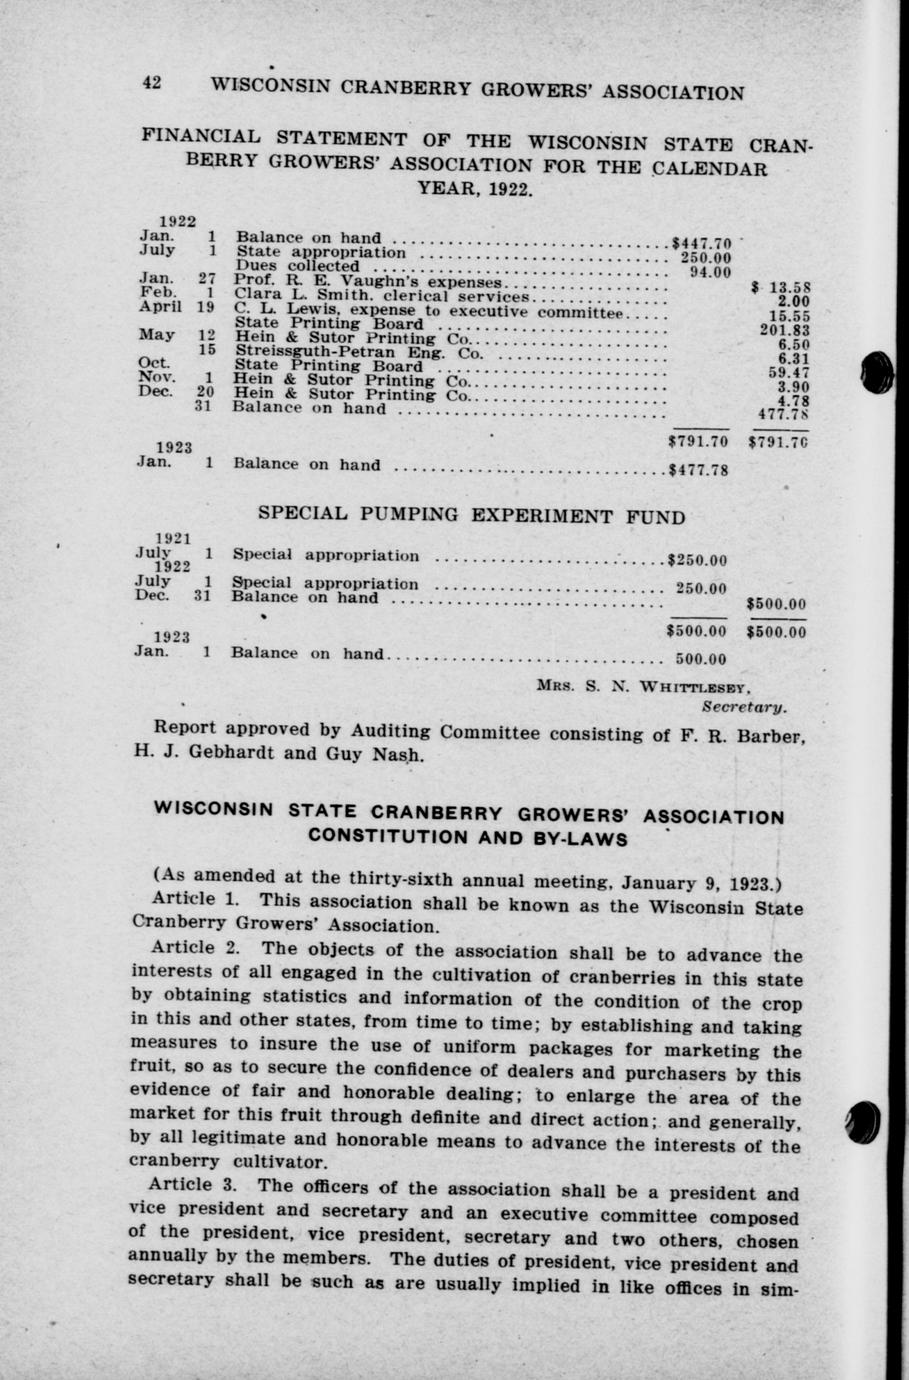 42 WISCONSIN CRANBERRY GROWERS' ASSOCIATION
FINANCIAL STATEMENT OF THE WISCONSIN STATE CRAN-
BERRY GROWERS' ASSOCIATION FOR THE CALENDAR
YEAR, 1922.
1922
Jan. 1 Balance on hand ..............................$447.70
July 1 State appropriation ........................... 250.00
Dues collected ................................ 94.00
Jan. 27 Prof. R. E. Vaughn's expenses.................. $ 13.58
Feb. 1 Clara L. Smith. clerical services............... 2.00
April 19 C. L. Lewis, expense to executive committee..... 15.55
State Printing Board ......................... 201.83
May 12 Hein & Sutor Printing Co...................... 6.50
15 Streissguth-Petran Eng. Co. ................... 6.31
Oct. State Printing Board ......................... 59.47
Nov. 1 Hein & Sutor Printing Co...................... 3.90
Dec. 20 Hein & Sutor Printing Co...................... 4.78
31 Balance on hand ............................. 477.78
$791.70 $791.70
1923
Jan. 1 Balance on hand ..............................$477.78
SPECIAL PUMPING EXPERIMENT FUND
1921
July 1 Special appropriation .........................$250.00
1922
July 1 Special appropriation ......................... 250.00
Dec. 31 Balance on hand .............................. $500.00
$500.00 $500.00
1923
Jan. 1 Balance on hand.............................. 500.00
MRS. S. N. WHITTLESEY,
Secretary.
Report approved by Auditing Committee consisting of F. R. Barber,
H. J. Gebhardt and Guy Nash.
WISCONSIN STATE CRANBERRY GROWERS' ASSOCIATION
CONSTITUTION AND BY-LAWS
(As amended at the thirty-sixth annual meeting, January 9, 1923.)
Article 1. This association shall be known as the Wisconsin State
Cranberry Growers' Association.
Article 2. The objects of the association shall be to advance the
interests of all engaged in the cultivation of cranberries in this state
by obtaining statistics and information of the condition of the crop
in this and other states, from time to time; by establishing and taking
measures to insure the use of uniform packages for marketing the
fruit, so as to secure the confidence of dealers and purchasers by this
evidence of fair and honorable dealing; to enlarge the area of the
market for this fruit through definite and direct action; and generally,
by all legitimate and honorable means to advance the interests of the
cranberry cultivator.
Article 3. The officers of the association shall be a president and
vice president and secretary and an executive committee composed
of the president, vice president, secretary and two others, chosen
annually by the members. The duties of president, vice president and
secretary shall be such as are usually implied in like offices in sim-